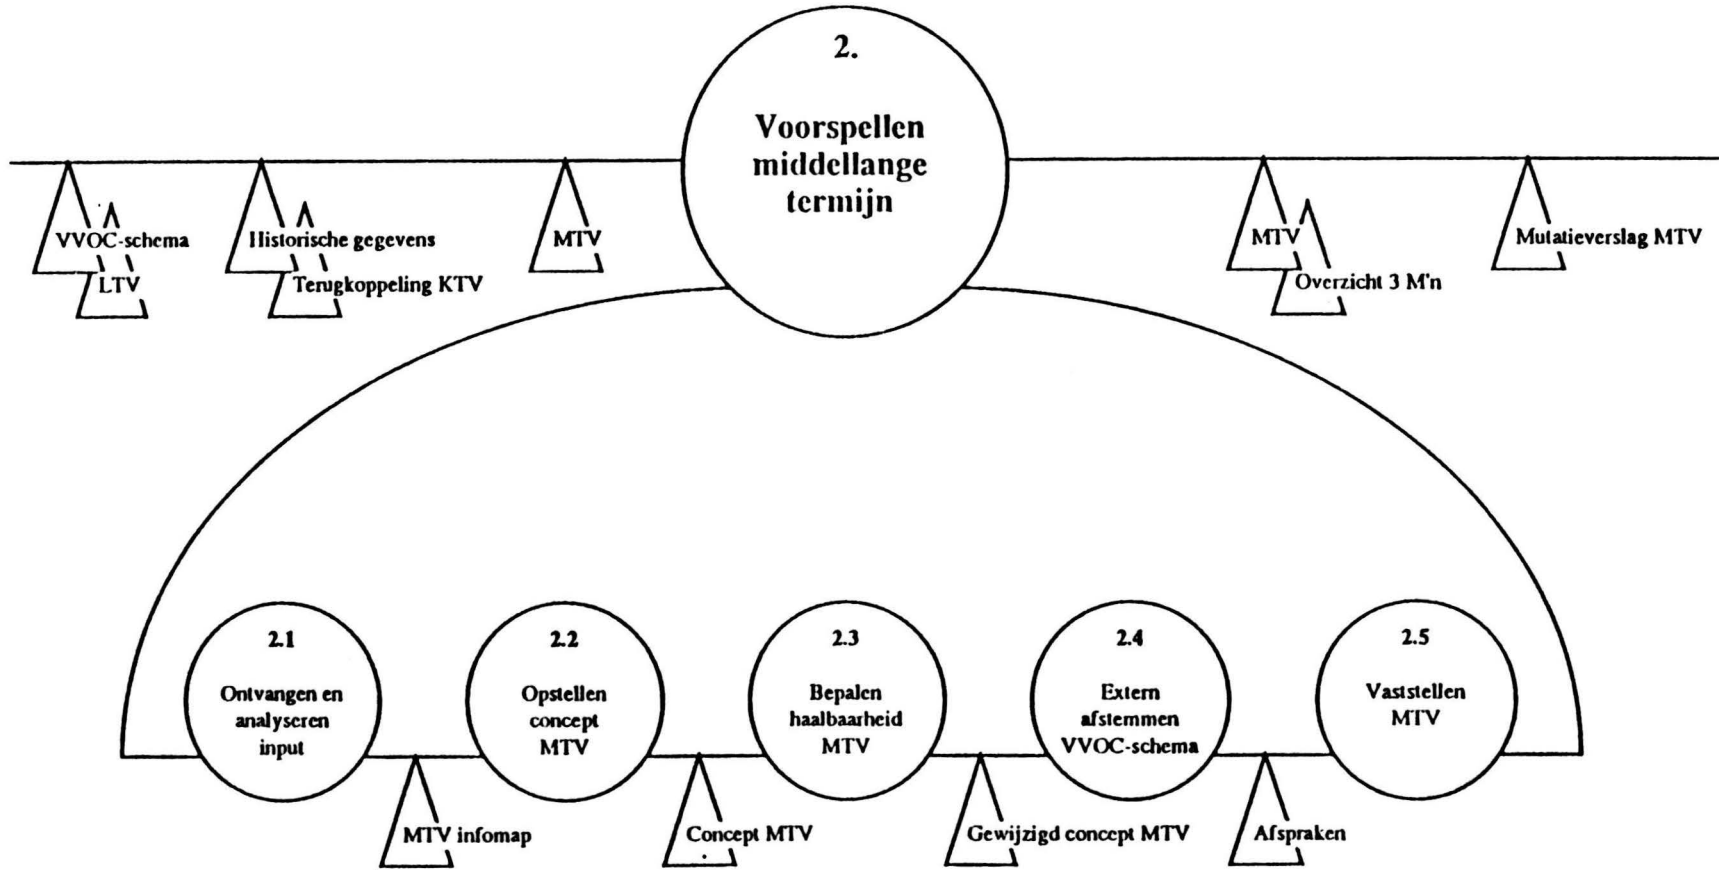 2.
Voorspellen
middellange
termijn
VVOC-schema
LTV
Historische gegevens
Terugkoppeling KTV
MTV
MTV
Overzicht 3 M'n
Mutatieverslag MTV
2.1
Ontvangen en
analyseren
input
2.2
Opstellen
concept
MTV
2.3
Bepalen
haalbaarheid
MTV
2.4
Extern
afstemmen
VVOC-schema
2.5
Vaststellen
MTV
MTV infomap
Concept MTV
Gewijzigd concept MTV
Afspraken